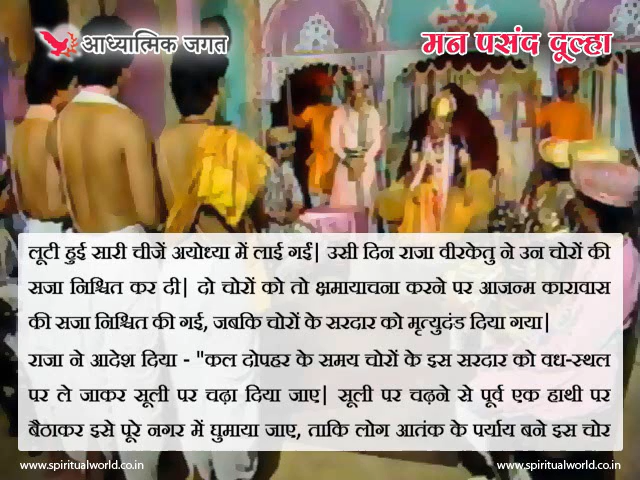 आध्यात्मिक जगत
मन पसंद दूल्हा
लूटी हुई सारी चीजें अयोध्या में लाई गईं| उसी दिन राजा वीरकेतु ने उन चोरों की
सजा निश्चित कर दी| दो चोरों को तो क्षमायाचना करने पर आजन्म कारावास
की सजा निश्चित की गई, जबकि चोरों के सरदार को मृत्युदंड दिया गया|
राजा ने आदेश दिया - "कल दोपहर के समय चोरों के इस सरदार को वध-स्थल
पर ले जाकर सूली पर चढ़ा दिया जाए| सूली पर चढ़ने से पूर्व एक हाथी पर
बैठाकर इसे पूरे नगर में घुमाया जाए, ताकि लोग आतंक के पर्याय बने इस चोर
www.spiritualworld.co.in
www.spiritualworld.co.in